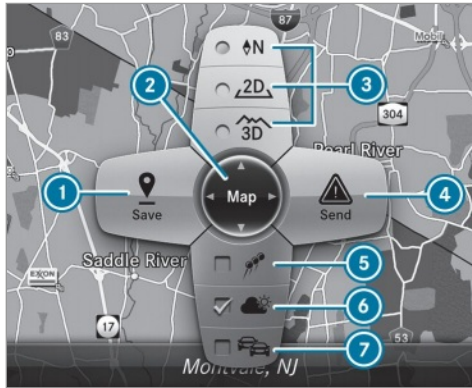 87
83
Mobil
N
2
2D
3
304
3D
Pearl River
1
Save
Map
Send
4
Saddle River
5
EXON
6
17
53
7
Montvale, NJ